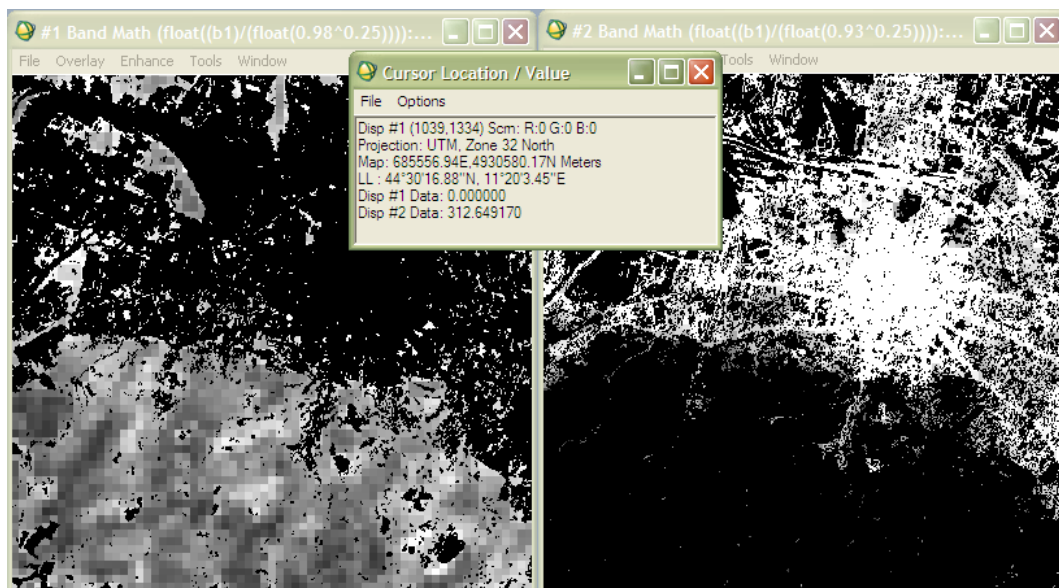 #1 Band Math (float((b1)/(float(0.98^0.25)))):...
File Overlay Enhance Tools Window
#2 Band Math (float((b1)/(float(0.93^0.25)))):...
Tools Window
Cursor Location / Value
File Options
Disp #1 (1039,1334) Scrn: R:0 G:0 B:0
Projection: UTM, Zone 32 North
Map: 685556.94E,4930580.17N Meters
LL : 44°30'16.88"N, 11°20'3.45"E
Disp #1 Data: 0.000000
Disp #2 Data: 312.649170